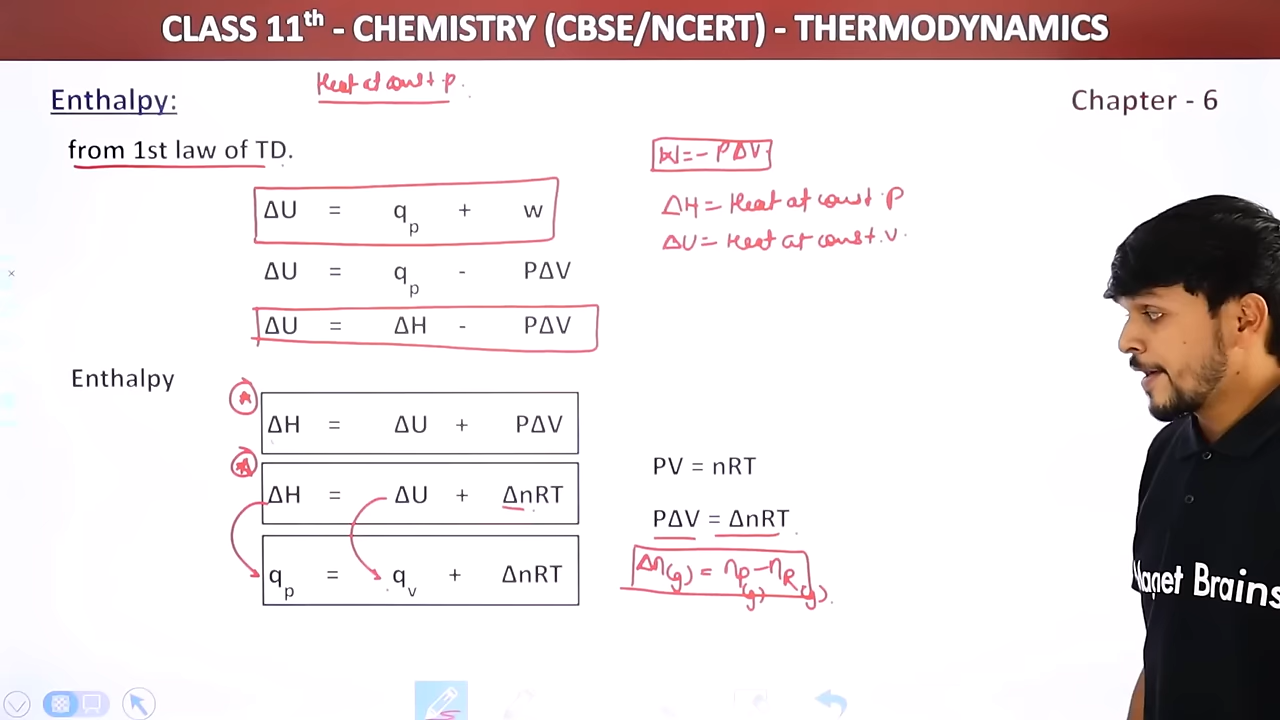 CLASS 11th - CHEMISTRY (CBSE/NCERT) - THERMODYNAMICS
Heat at const P.
Enthalpy:
Chapter - 6
from 1st law of TD.
W = - PΔV
ΔU = qp + w
ΔH = Heat at const. P
ΔU = Heat at const. V.
ΔU = qp - PΔV
ΔU = ΔH - PΔV
Enthalpy
ΔH = ΔU + PΔV
PV = nRT
ΔH = ΔU + ΔnRT
PΔV = ΔnRT
Δn(g) = nP(g) - nR(g)
qp = qv + ΔnRT
Magnet Brains